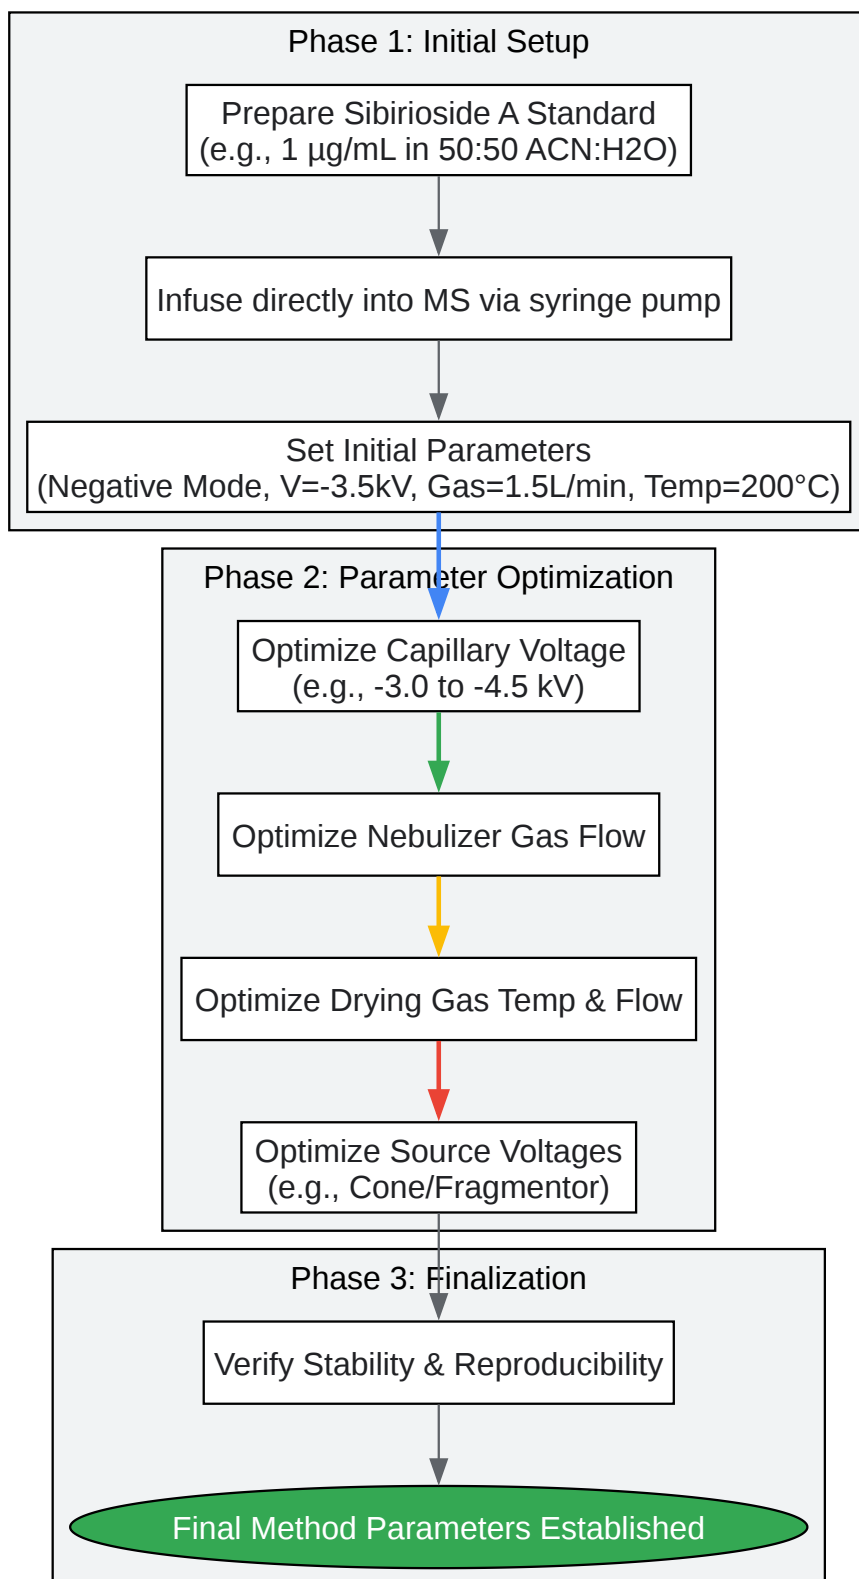 Phase 1: Initial Setup
Prepare Sibirioside A Standard
(e.g., 1 µg/mL in 50:50 ACN:H2O)
Infuse directly into MS via syringe pump
Set Initial Parameters
(Negative Mode, V=-3.5kV, Gas=1.5L/min, Temp=200°C)
Phase 2: Parameter Optimization
Optimize Capillary Voltage
(e.g., -3.0 to -4.5 kV)
Optimize Nebulizer Gas Flow
Optimize Drying Gas Temp & Flow
Optimize Source Voltages
(e.g., Cone/Fragmentor)
Phase 3: Finalization
Verify Stability & Reproducibility
Final Method Parameters Established